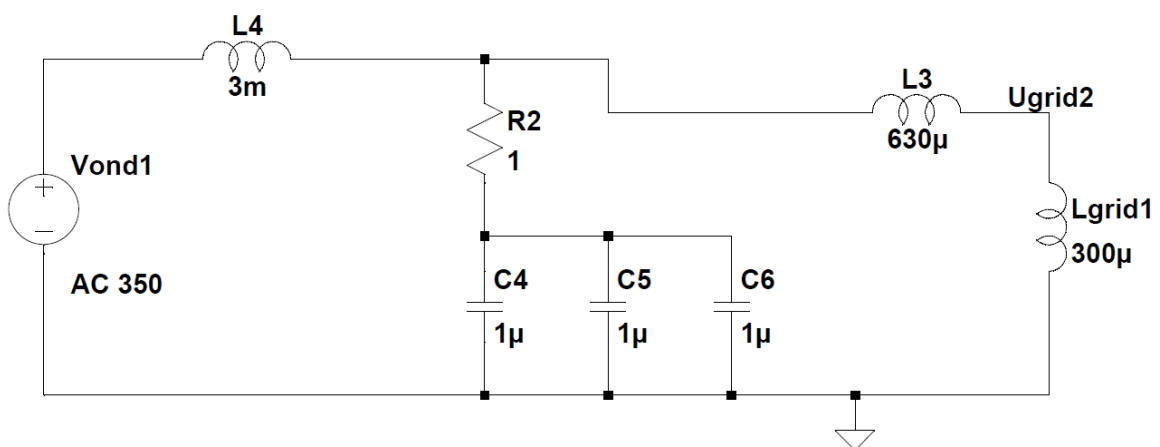 L4
3m
L3
Ugrid2
630µ
R2
1
Vond1
Lgrid1
300µ
AC 350
C4
1µ
C5
1µ
C6
1µ